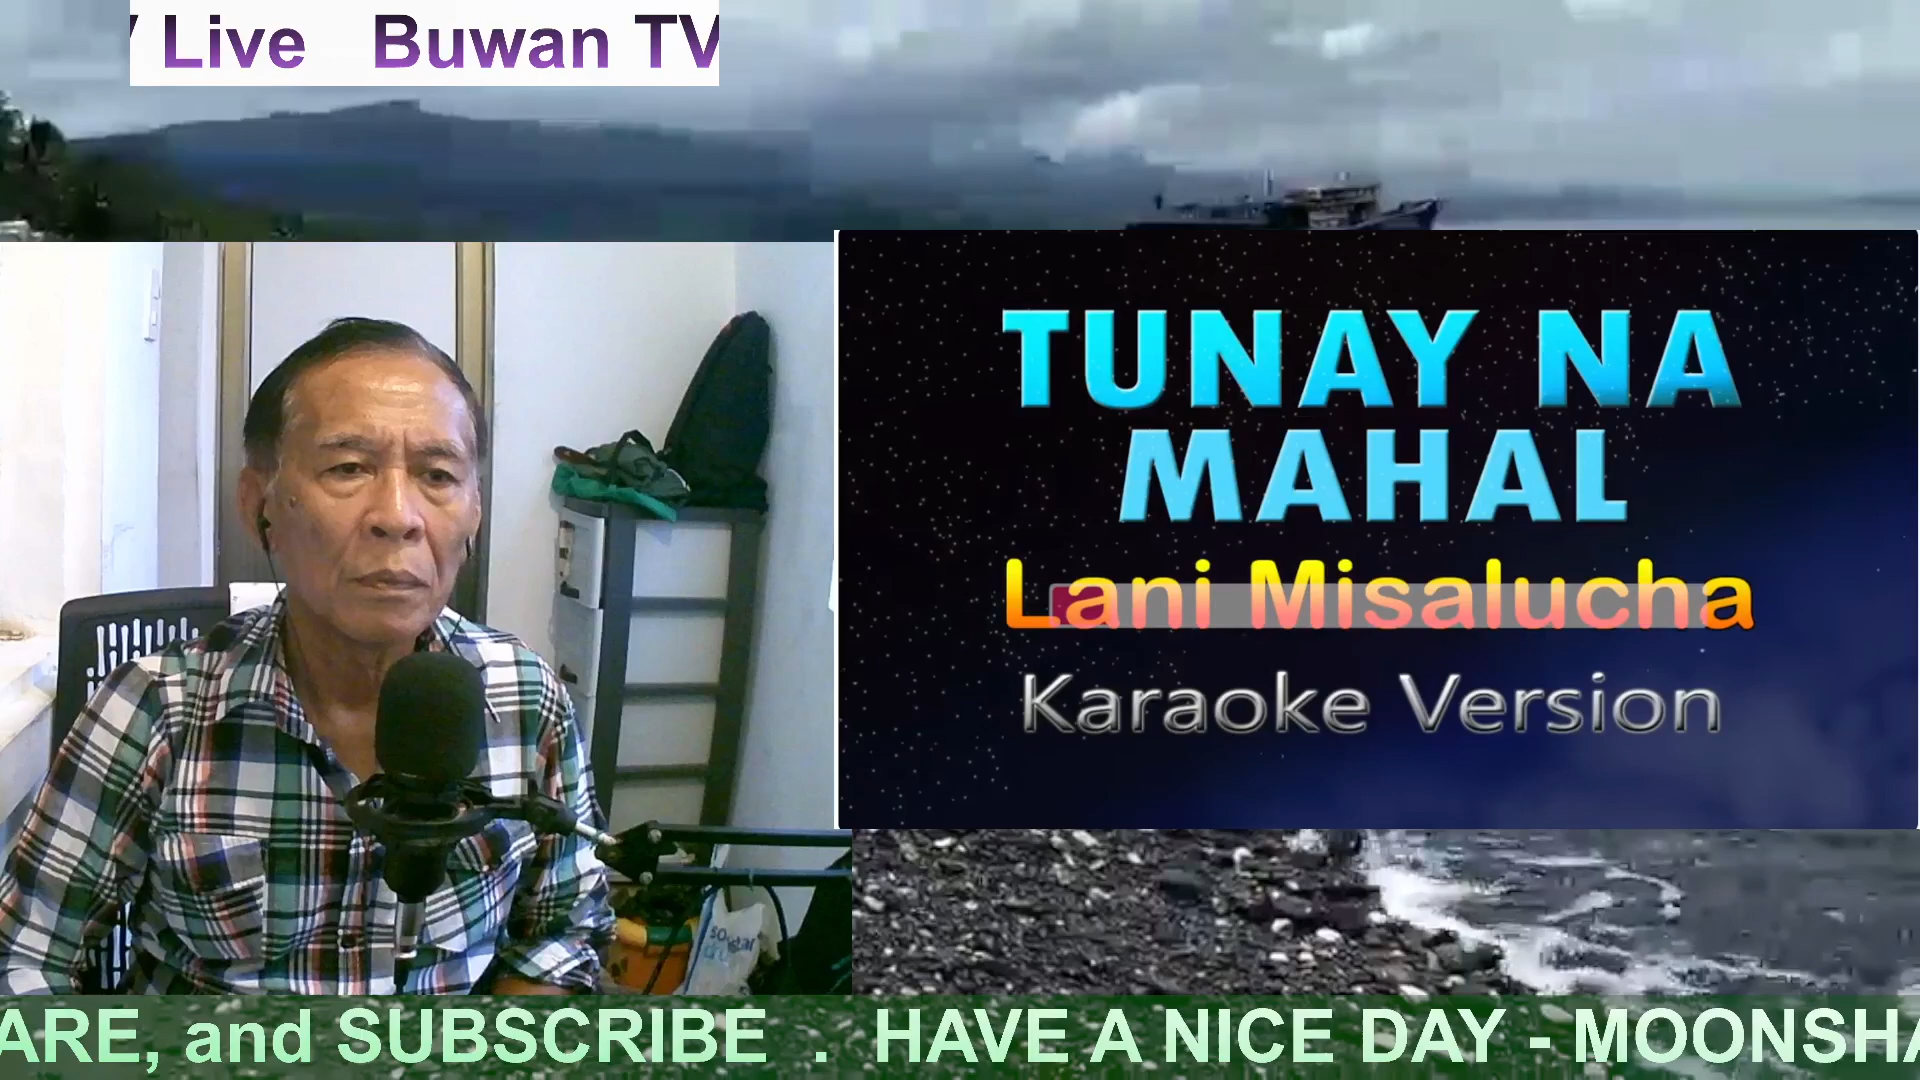 Live Buwan TV
TUNAY NA
MAHAL
Lani Misalucha
Karaoke Version
ARE, and SUBSCRIBE . HAVE A NICE DAY - MOONSHA